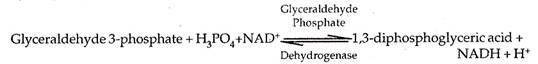 Glyceraldehyde
Phosphate
Glyceraldehyde 3-phosphate + H₃PO₄+NAD⁺ ⇌ 1,3-diphosphoglyceric acid +
Dehydrogenase NADH + H⁺